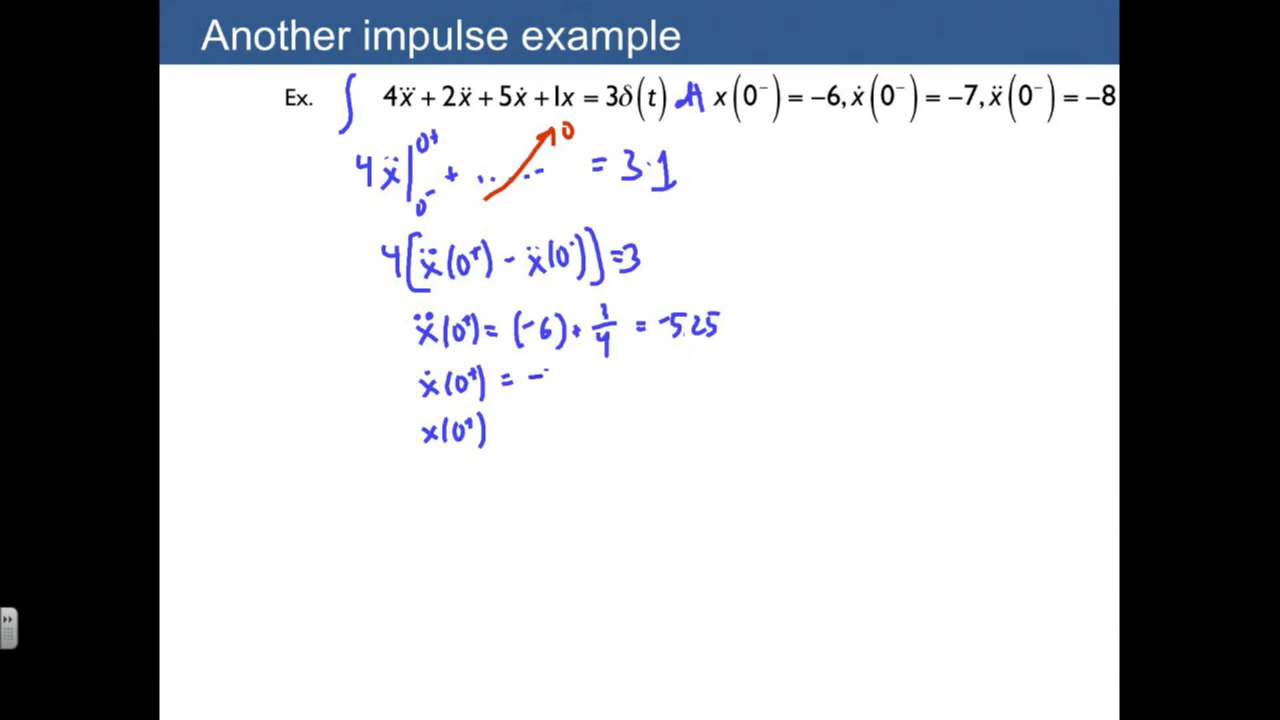 Another impulse example
Ex. ∫ 4x⃛ + 2ẍ + 5ẋ + 1x = 3δ(t) dt x(0⁻) = −6, ẋ(0⁻) = −7, ẍ(0⁻) = −8
4ẍ|₀₋⁰⁺ + ..... → 0 = 3·1
4[ẍ(0⁺) − ẍ(0⁻)] = 3
ẍ(0⁺) = (−6) + 3/4 = −5.25
ẋ(0⁺) = −
x(0⁺)